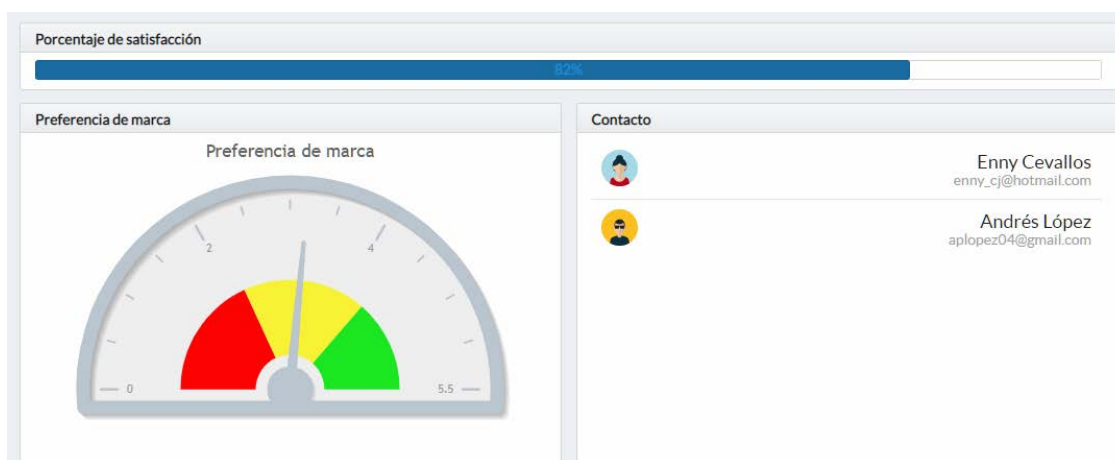 Porcentaje de satisfacción
82%
Preferencia de marca
Preferencia de marca
2
4
0
5.5
Contacto
Enny Cevallos
enny_cj@hotmail.com
Andrés López
aplopez04@gmail.com